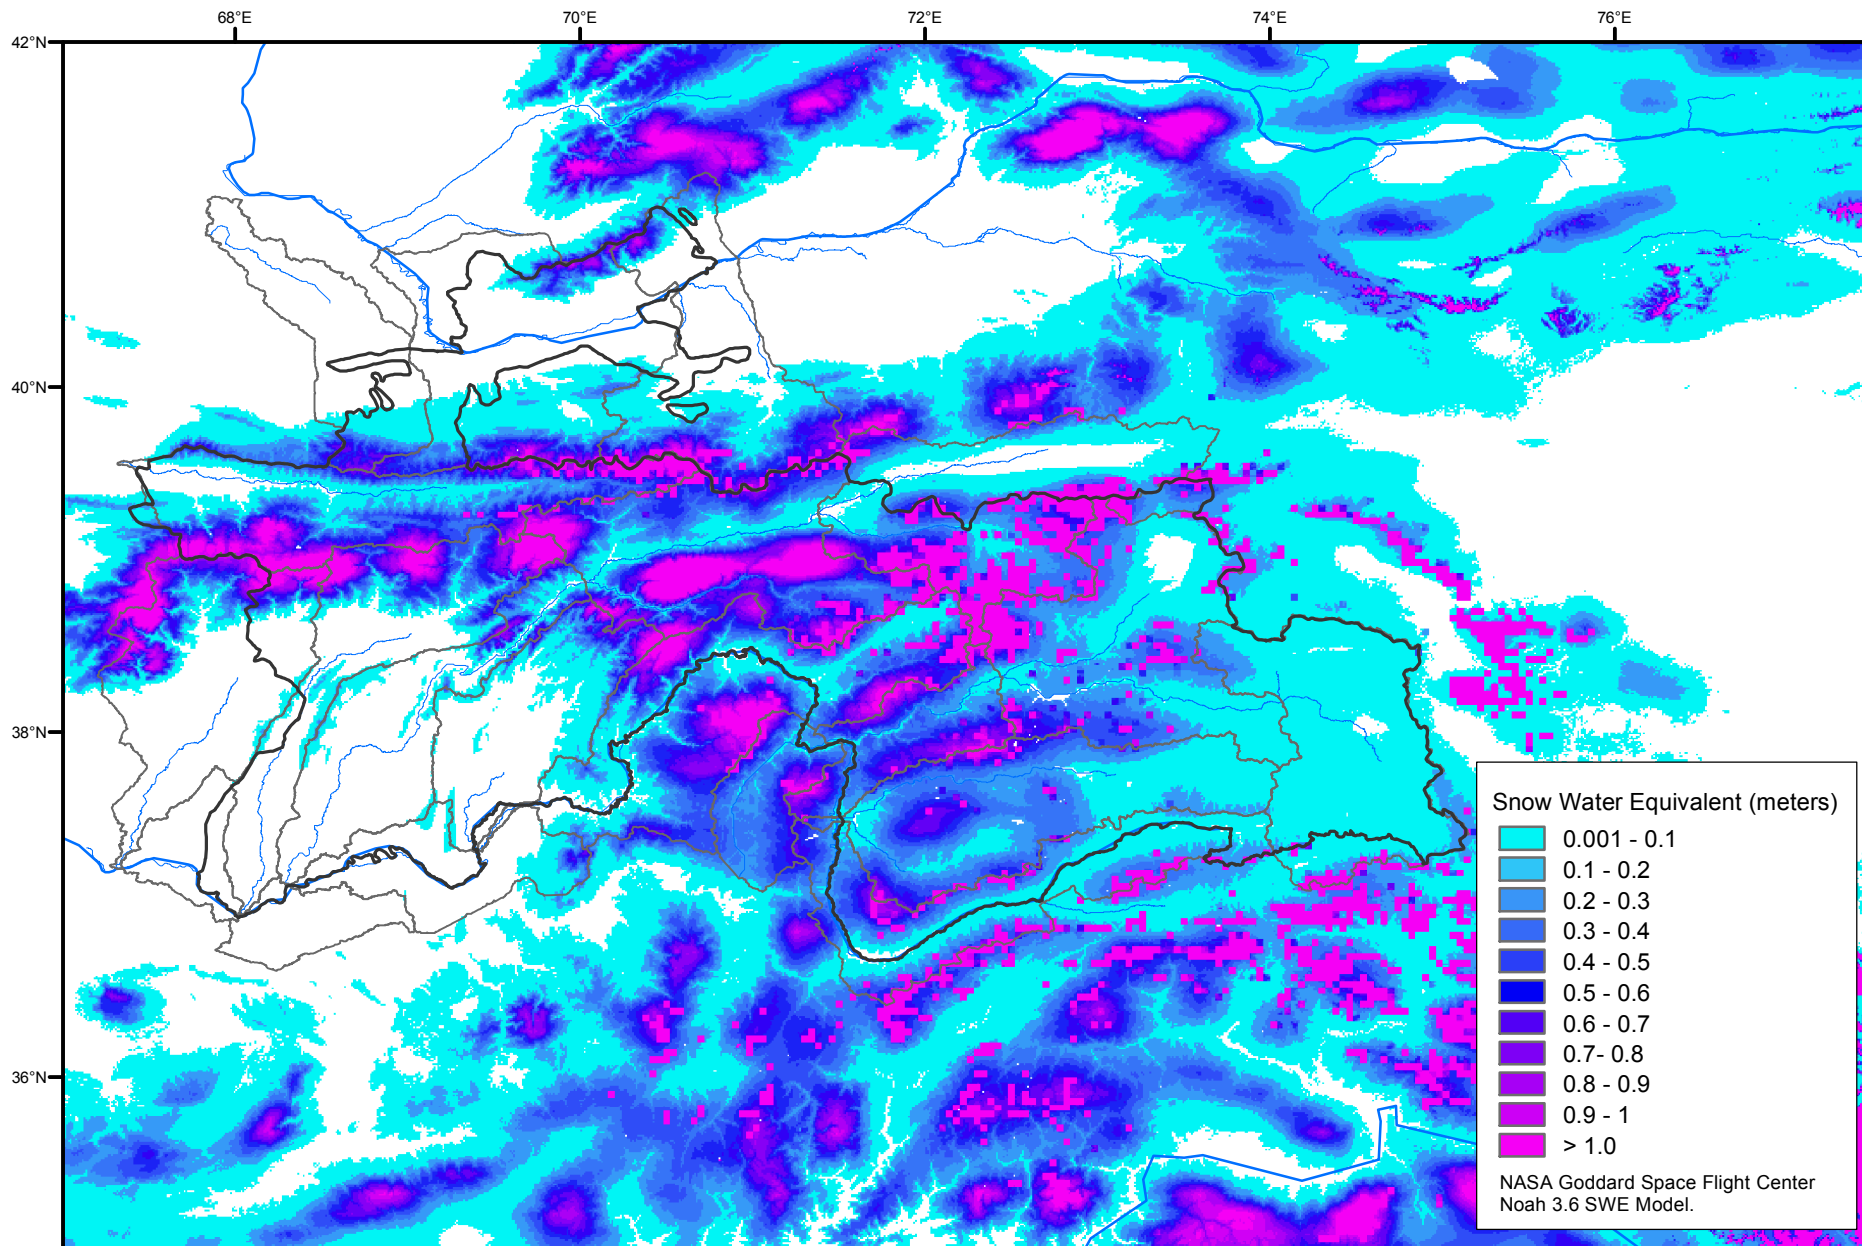 68°E
70°E
72°E
74°E
76°E
42°N
40°N
38°N
36°N
Snow Water Equivalent (meters)
0.001 - 0.1
0.1 - 0.2
0.2 - 0.3
0.3 - 0.4
0.4 - 0.5
0.5 - 0.6
0.6 - 0.7
0.7- 0.8
0.8 - 0.9
0.9 - 1
> 1.0
NASA Goddard Space Flight Center
Noah 3.6 SWE Model.